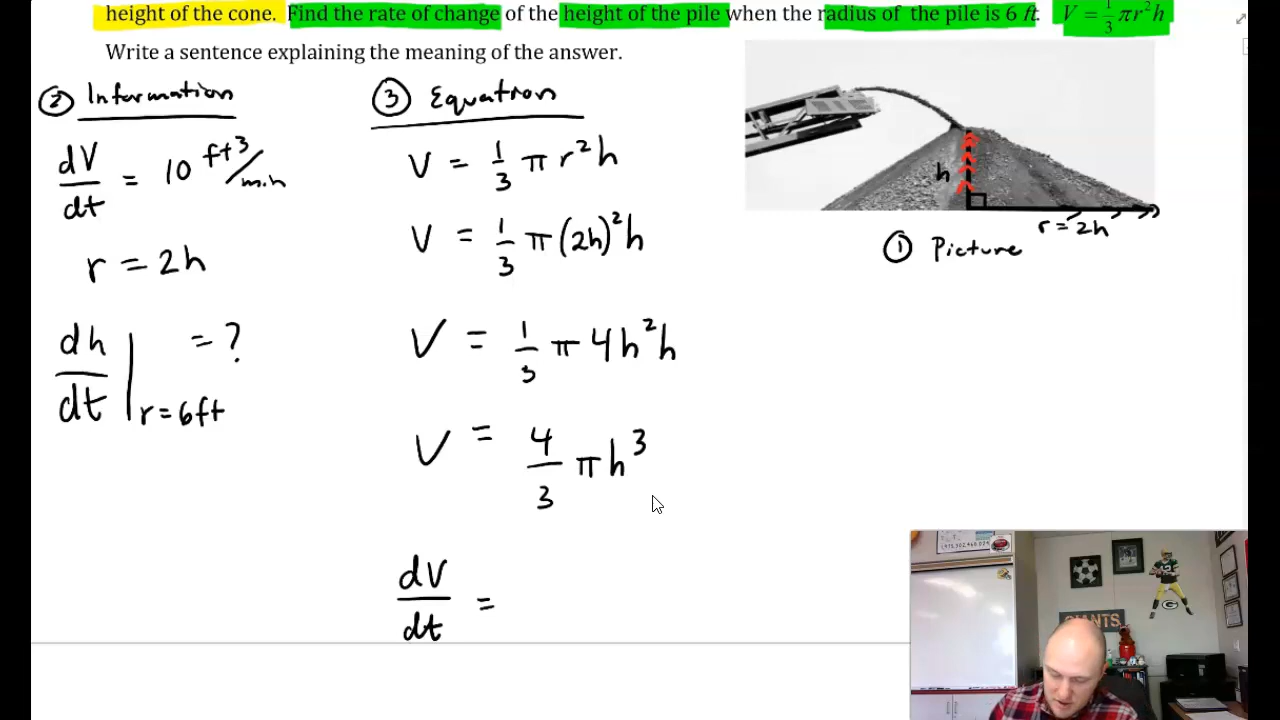 height of the cone. Find the rate of change of the height of the pile when the radius of the pile is 6 ft. V = 1/3 πr²h
Write a sentence explaining the meaning of the answer.
② Information
dV/dt = 10 ft³/min
r = 2h
dh/dt | r=6ft = ?
③ Equation
V = 1/3 π r² h
V = 1/3 π (2h)² h
V = 1/3 π 4h² h
V = 4/3 π h³
dV/dt =
h
r = 2h
① Picture
GIANTS
12
G